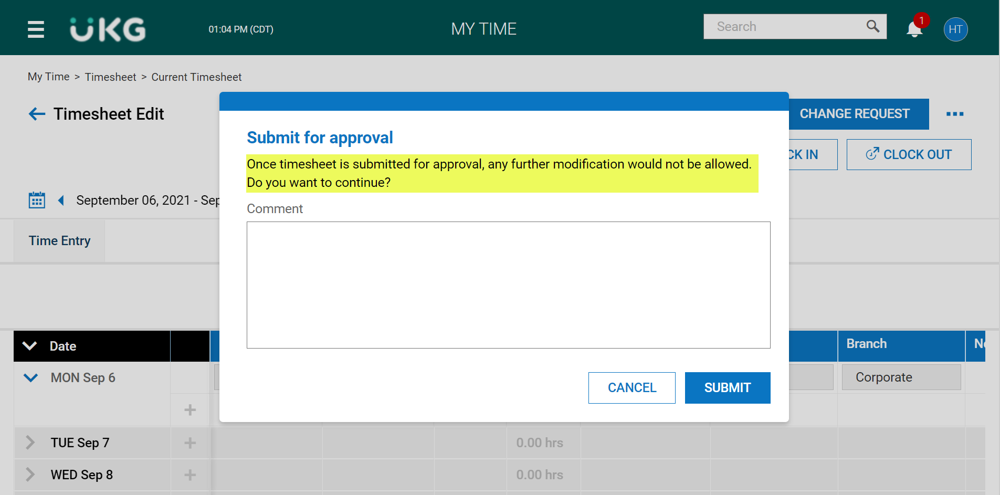 UKG
01:04 PM (CDT)
MY TIME
Search
1
HT
My Time > Timesheet > Current Timesheet
Timesheet Edit
CHANGE REQUEST
CK IN
CLOCK OUT
September 06, 2021 - Sep
Submit for approval
Once timesheet is submitted for approval, any further modification would not be allowed.
Do you want to continue?
Comment
Time Entry
CANCEL
SUBMIT
Date
Branch
MON Sep 6
Corporate
TUE Sep 7
0.00 hrs
WED Sep 8
0.00 hrs